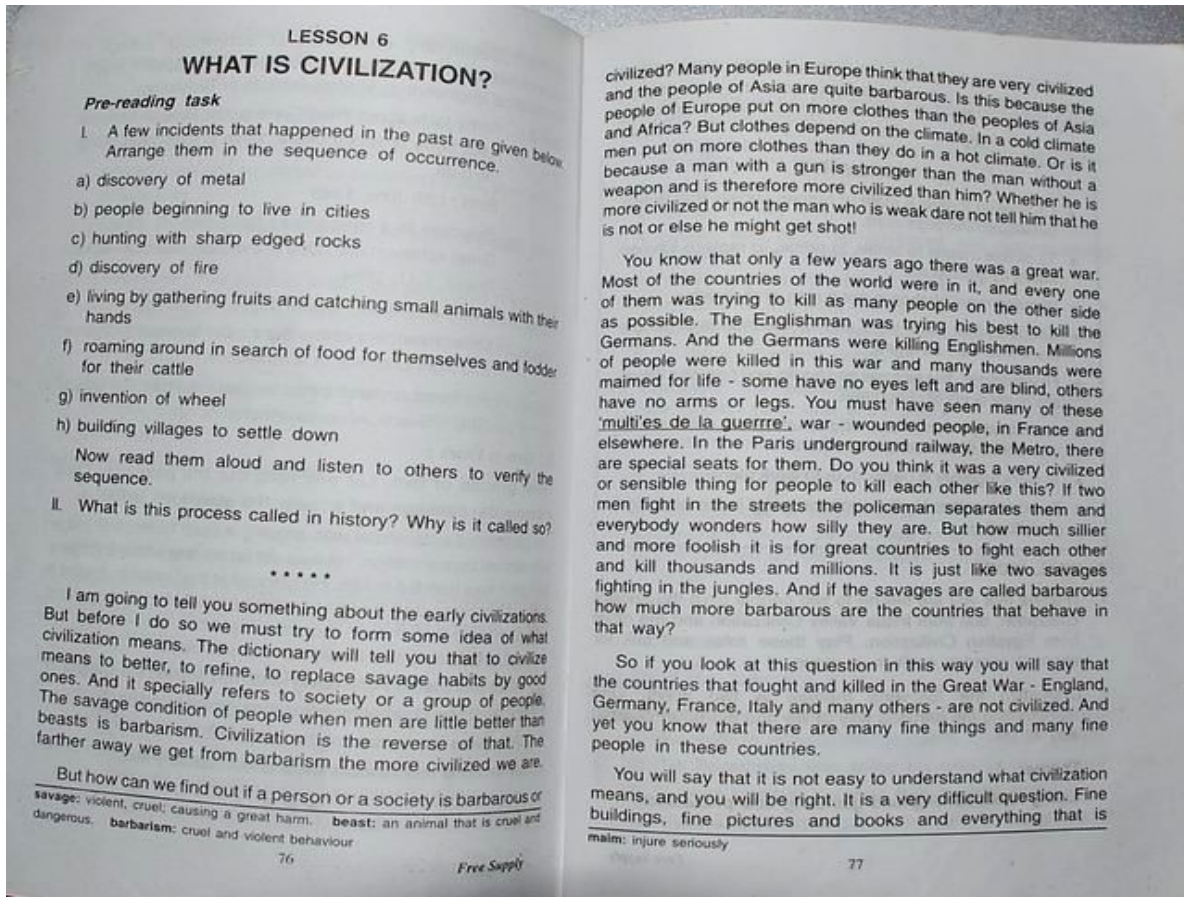 LESSON 6
WHAT IS CIVILIZATION?
Pre-reading task
I. A few incidents that happened in the past are given below.
Arrange them in the sequence of occurrence.
a) discovery of metal
b) people beginning to live in cities
c) hunting with sharp edged rocks
d) discovery of fire
e) living by gathering fruits and catching small animals with their
hands
f) roaming around in search of food for themselves and fodder
for their cattle
g) invention of wheel
h) building villages to settle down
Now read them aloud and listen to others to verify the
sequence.
II. What is this process called in history? Why is it called so?
• • • • •
I am going to tell you something about the early civilizations.
But before I do so we must try to form some idea of what
civilization means. The dictionary will tell you that to civilize
means to better, to refine, to replace savage habits by good
ones. And it specially refers to society or a group of people.
The savage condition of people when men are little better than
beasts is barbarism. Civilization is the reverse of that. The
farther away we get from barbarism the more civilized we are.
But how can we find out if a person or a society is barbarous or
savage: violent, cruel; causing a great harm. beast: an animal that is cruel and
dangerous. barbarism: cruel and violent behaviour
76
Free Supply
civilized? Many people in Europe think that they are very civilized
and the people of Asia are quite barbarous. Is this because the
people of Europe put on more clothes than the peoples of Asia
and Africa? But clothes depend on the climate. In a cold climate
men put on more clothes than they do in a hot climate. Or is it
because a man with a gun is stronger than the man without a
weapon and is therefore more civilized than him? Whether he is
more civilized or not the man who is weak dare not tell him that he
is not or else he might get shot!
You know that only a few years ago there was a great war.
Most of the countries of the world were in it, and every one
of them was trying to kill as many people on the other side
as possible. The Englishman was trying his best to kill the
Germans. And the Germans were killing Englishmen. Millions
of people were killed in this war and many thousands were
maimed for life - some have no eyes left and are blind, others
have no arms or legs. You must have seen many of these
'multi'es de la guerrre', war - wounded people, in France and
elsewhere. In the Paris underground railway, the Metro, there
are special seats for them. Do you think it was a very civilized
or sensible thing for people to kill each other like this? If two
men fight in the streets the policeman separates them and
everybody wonders how silly they are. But how much sillier
and more foolish it is for great countries to fight each other
and kill thousands and millions. It is just like two savages
fighting in the jungles. And if the savages are called barbarous
how much more barbarous are the countries that behave in
that way?
So if you look at this question in this way you will say that
the countries that fought and killed in the Great War - England,
Germany, France, Italy and many others - are not civilized. And
yet you know that there are many fine things and many fine
people in these countries.
You will say that it is not easy to understand what civilization
means, and you will be right. It is a very difficult question. Fine
buildings, fine pictures and books and everything that is
maim: injure seriously
77